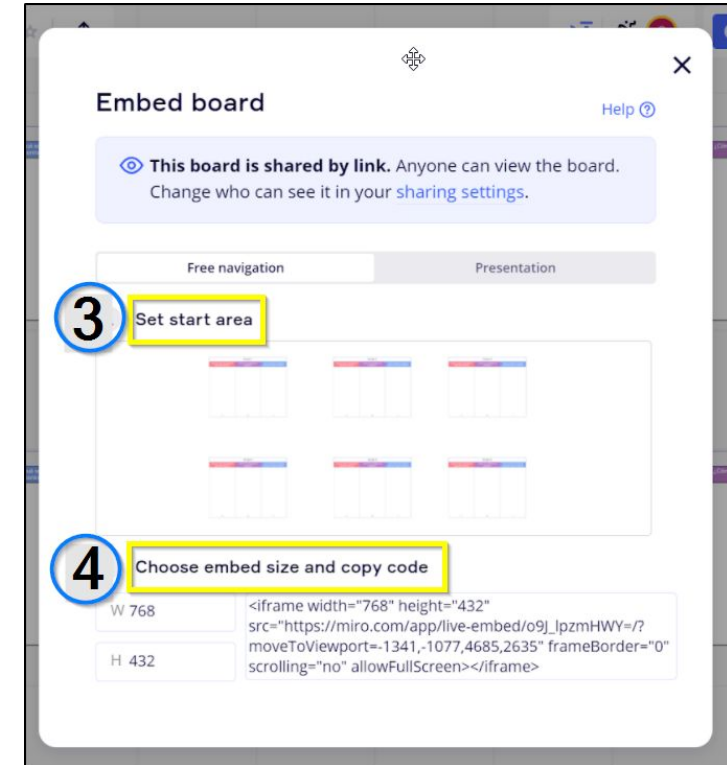 Embed board
Help
This board is shared by link. Anyone can view the board.
Change who can see it in your sharing settings.
Free navigation
Presentation
3
Set start area
4
Choose embed size and copy code
W 768
<iframe width="768" height="432"
src="https://miro.com/app/live-embed/o9J_lpzmHWY=/?
moveToViewport=-1341,-1077,4685,2635" frameBorder="0"
scrolling="no" allowFullScreen></iframe>
H 432